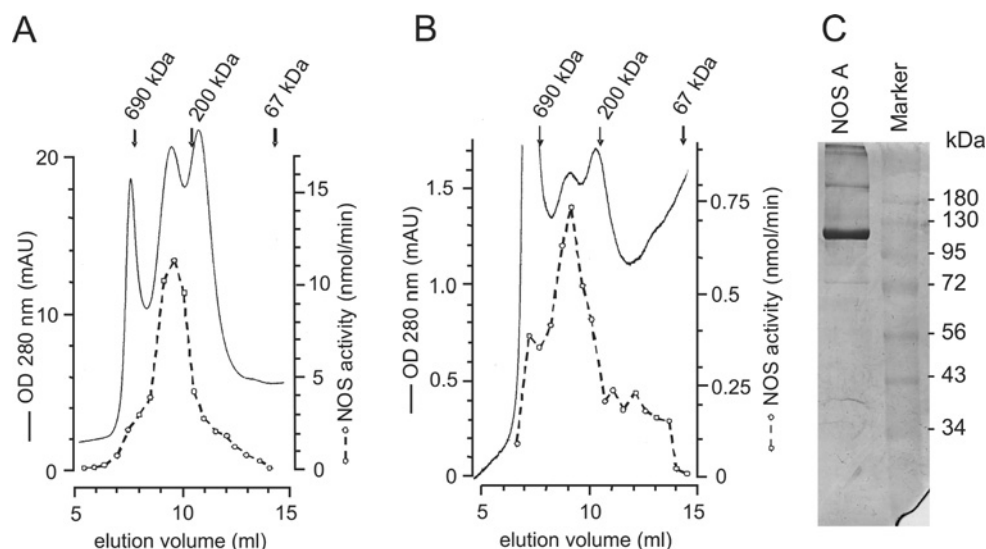 A
690 kDa
200 kDa
67 kDa
20
10
0
— OD 280 nm (mAU)
15
10
5
0
NOS activity (nmol/min)
5
10
15
elution volume (ml)
B
690 kDa
200 kDa
67 kDa
1.5
1.0
0.5
0
— OD 280 nm (mAU)
0.75
0.5
0.25
0
NOS activity (nmol/min)
5
10
15
elution volume (ml)
C
NOS A
Marker
kDa
180
130
95
72
56
43
34